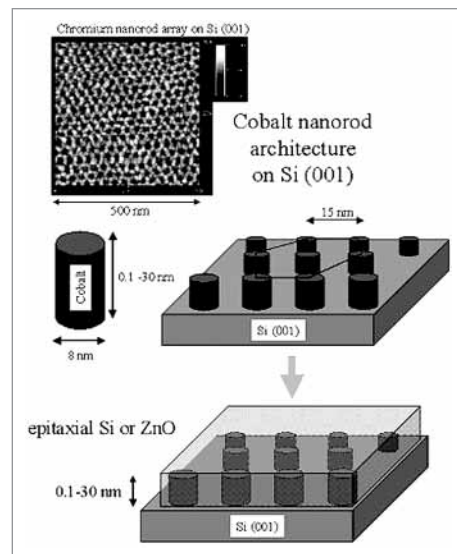 Chromium nanorod array on Si (001)
Cobalt nanorod
architecture
on Si (001)
500 nm
15 nm
Cobalt
0.1 -30 nm
8 nm
Si (001)
epitaxial Si or ZnO
0.1-30 nm
Si (001)